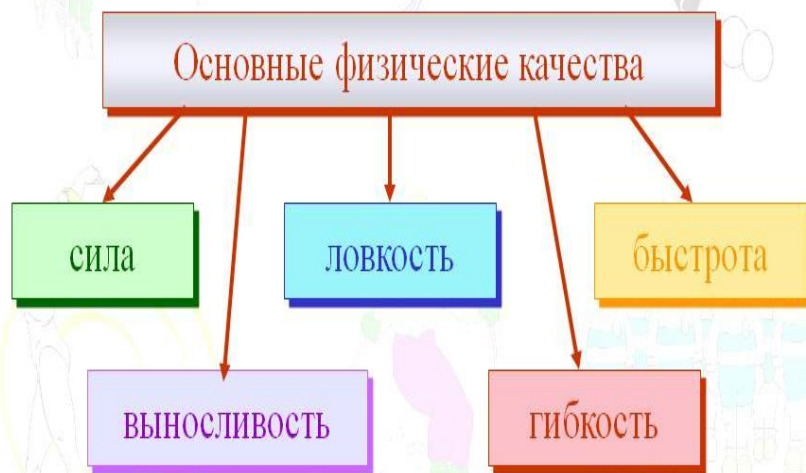 Основные физические качества
сила
ловкость
быстрота
выносливость
гибкость